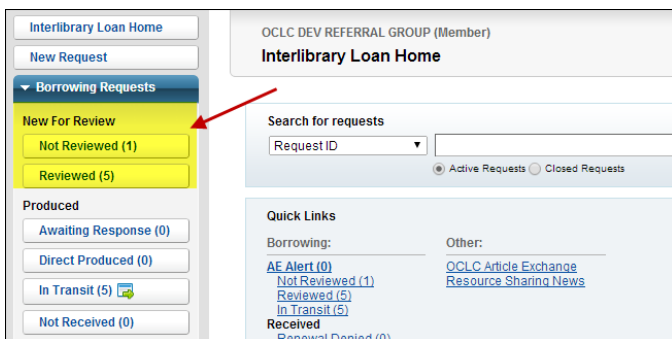 Interlibrary Loan Home
New Request
Borrowing Requests
New For Review
Not Reviewed (1)
Reviewed (5)
Produced
Awaiting Response (0)
Direct Produced (0)
In Transit (5)
Not Received (0)
OCLC DEV REFERRAL GROUP (Member)
Interlibrary Loan Home
Search for requests
Request ID
Active Requests Closed Requests
Quick Links
Borrowing: Other:
AE Alert (0) OCLC Article Exchange
Not Reviewed (1) Resource Sharing News
Reviewed (5)
In Transit (5)
Received
Renewal Denied (0)